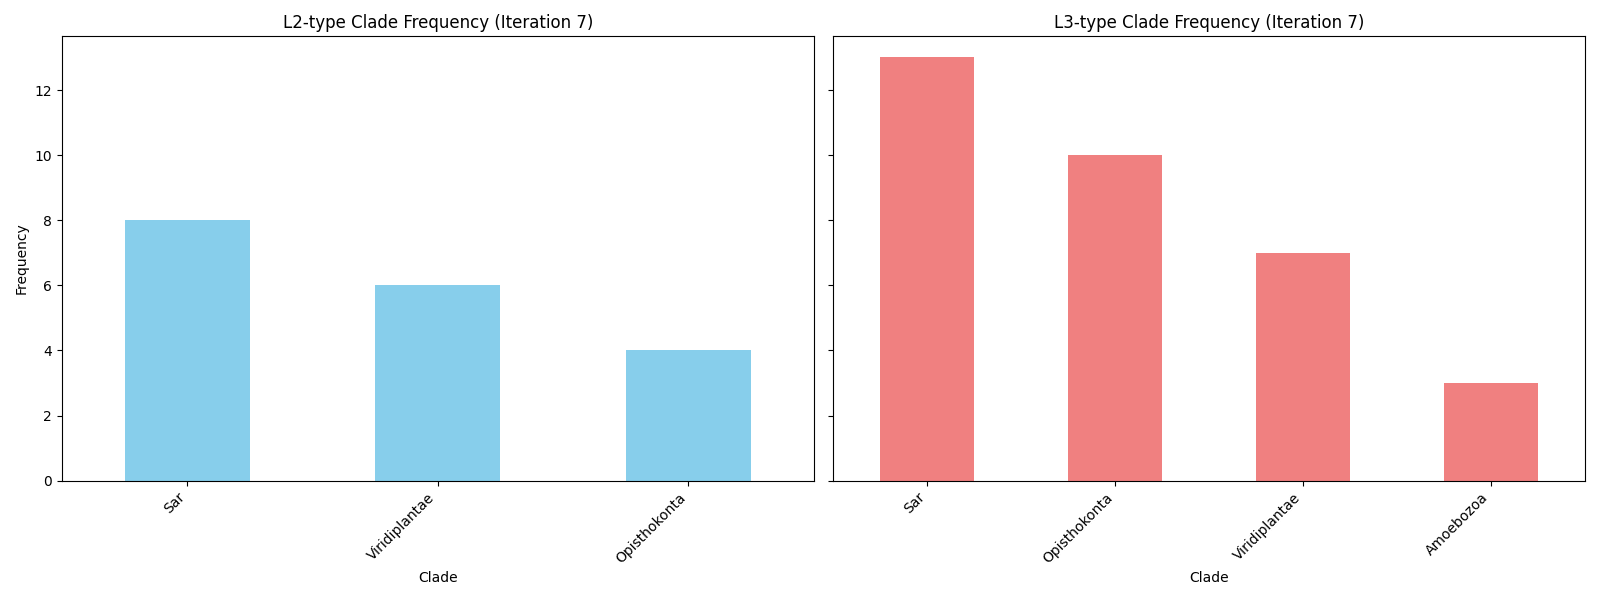 L2-type Clade Frequency (Iteration 7)
Frequency
12
10
8
6
4
2
0
Sar
Viridiplantae
Opisthokonta
Clade
L3-type Clade Frequency (Iteration 7)
Sar
Opisthokonta
Viridiplantae
Amoebozoa
Clade